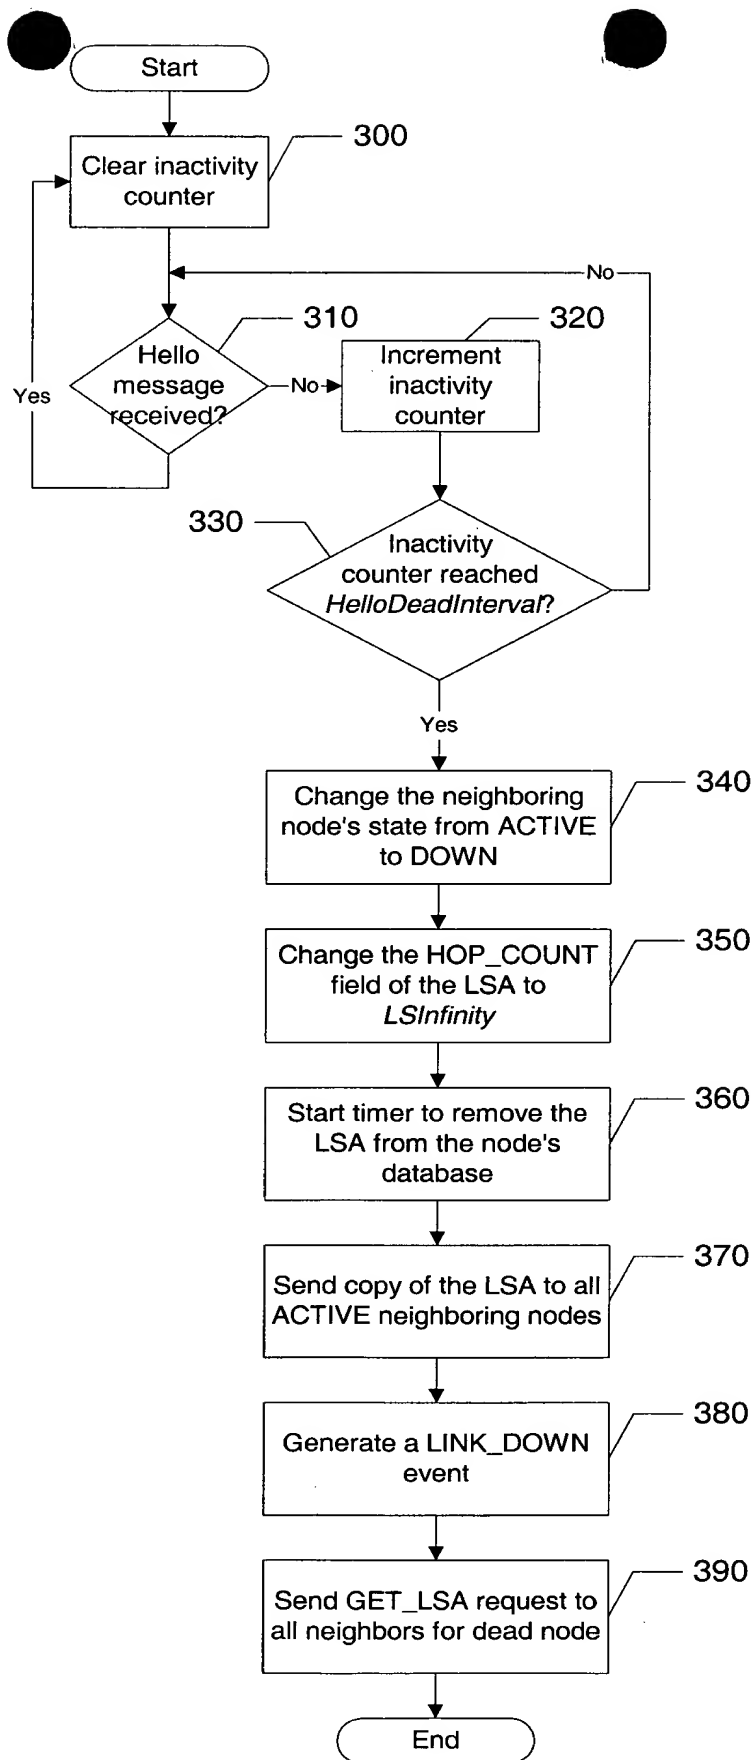 Start
300
Clear inactivity
counter
No
310
320
Hello
message
received?
Yes
No
Increment
inactivity
counter
330
Inactivity
counter reached
HelloDeadInterval?
Yes
340
Change the neighboring
node's state from ACTIVE
to DOWN
350
Change the HOP_COUNT
field of the LSA to
LSInfinity
360
Start timer to remove the
LSA from the node's
database
370
Send copy of the LSA to all
ACTIVE neighboring nodes
380
Generate a LINK_DOWN
event
390
Send GET_LSA request to
all neighbors for dead node
End